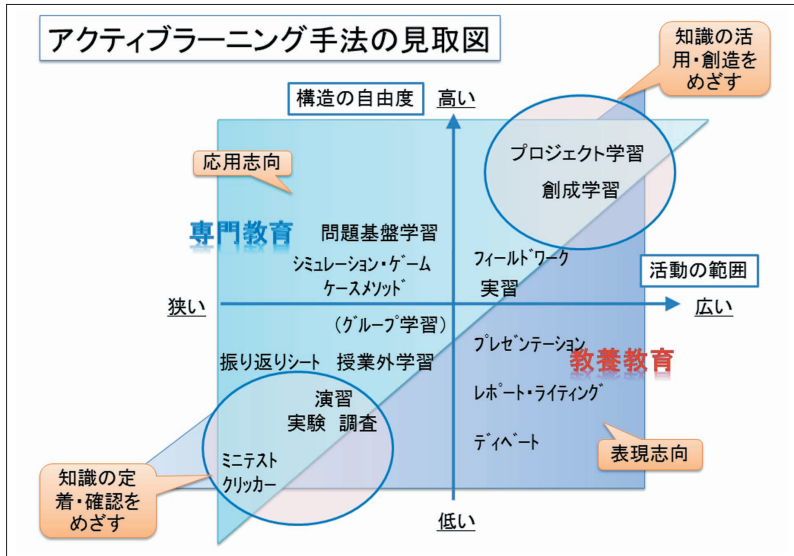 アクティブラーニング手法の見取図
知識の活
用・創造を
めざす
構造の自由度
高い
プロジェクト学習
創成学習
応用志向
専門教育
問題基盤学習
シミュレーション・ゲーム
ケースメソッド
フィールドワーク
実習
活動の範囲
狭い
広い
(グループ学習)
プレゼンテーション
教養教育
振り返りシート
授業外学習
演習
実験 調査
レポート・ライティング
ディベート
表現志向
ミニテスト
クリッカー
知識の定
着・確認を
めざす
低い